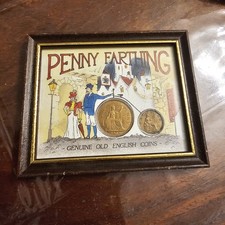 PENNY FARTHING
- GENUINE OLD ENGLISH COINS -